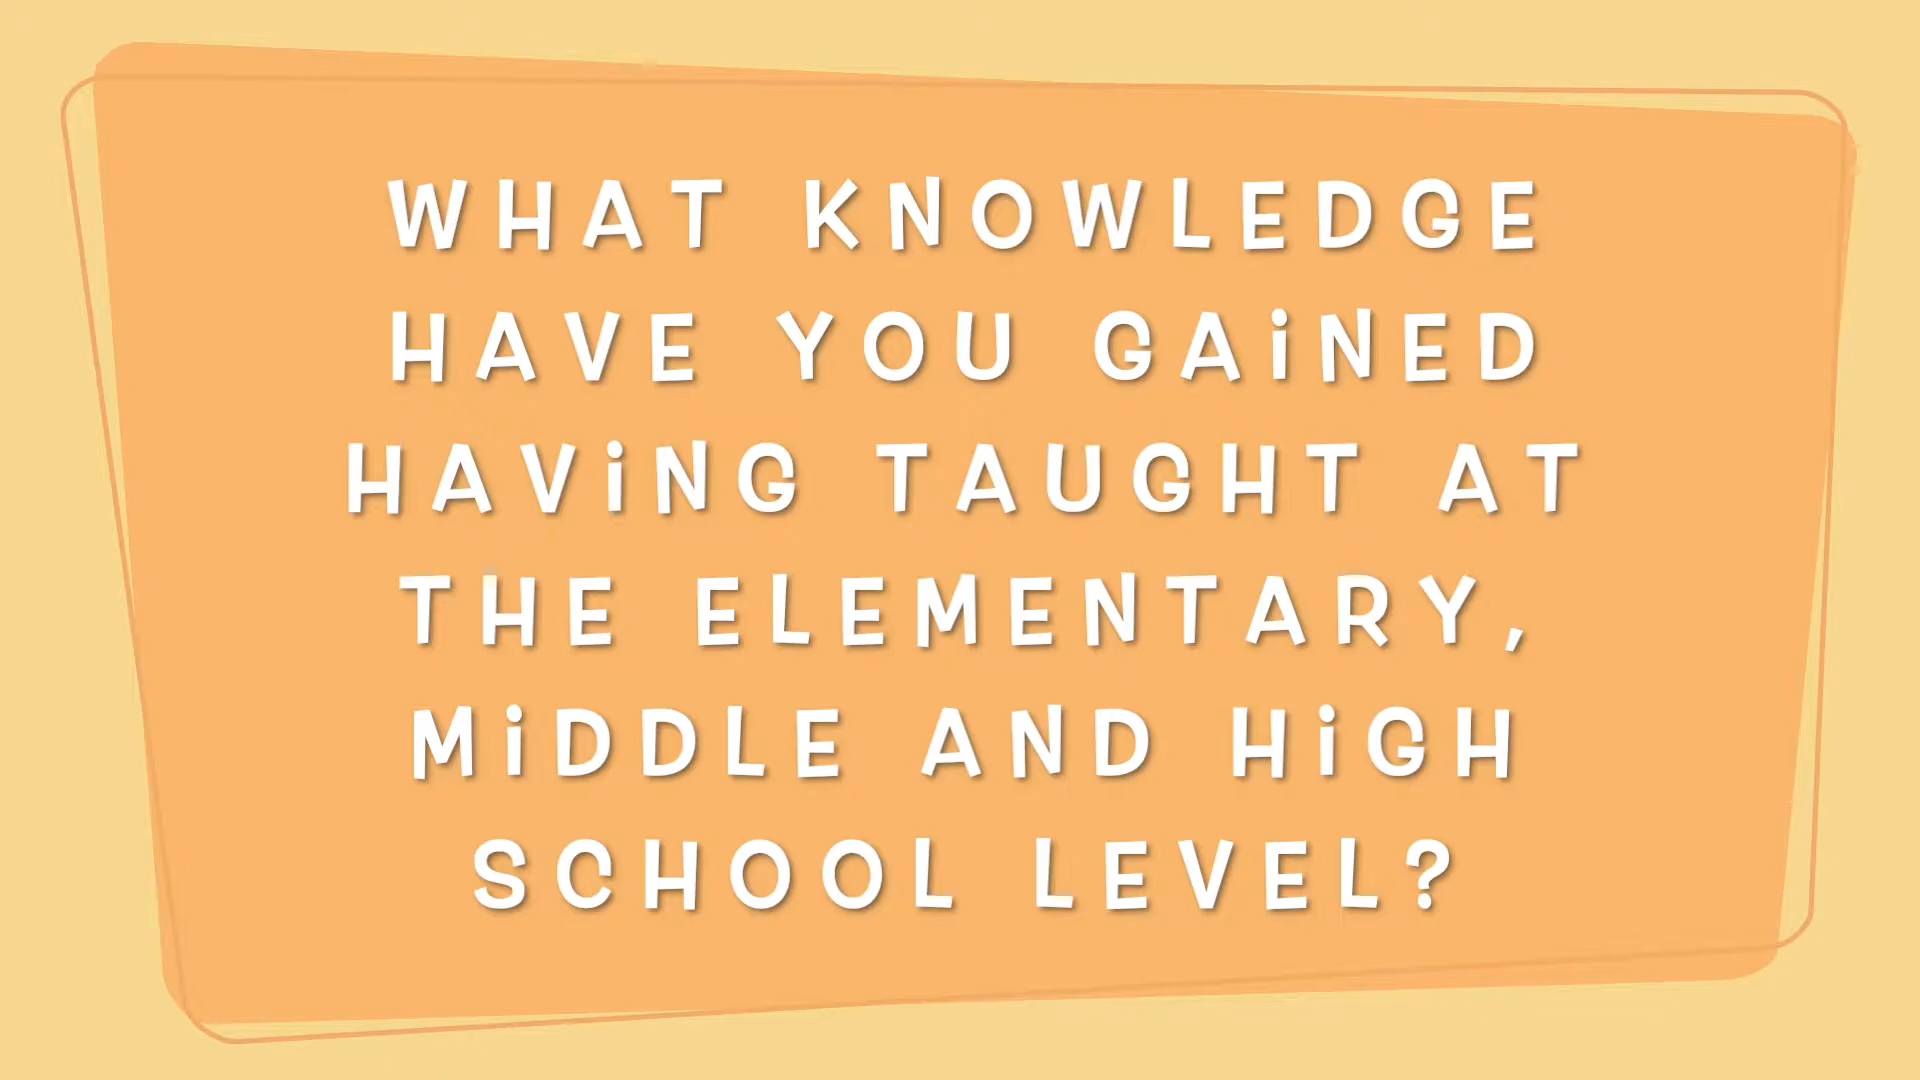 WHAT KNOWLEDGE
HAVE YOU GAiNED
HAViNG TAUGHT AT
THE ELEMENTARY,
MiDDLE AND HiGH
SCHOOL LEVEL?